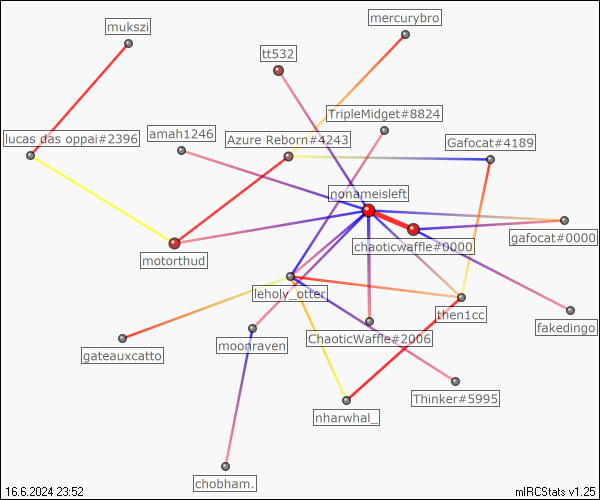 mukszi
mercurybro
tt532
TripleMidget#8824
lucas das oppai#2396
amah1246
Azure Reborn#4243
Gafocat#4189
nonameisleft
chaoticwaffle#0000
gafocat#0000
motorthud
leholy_otter
then1cc
fakedingo
ChaoticWaffle#2006
moonraven
gateauxcatto
Thinker#5995
nharwhal_
chobham.
16.6.2024 23:52
mIRCStats v1.25